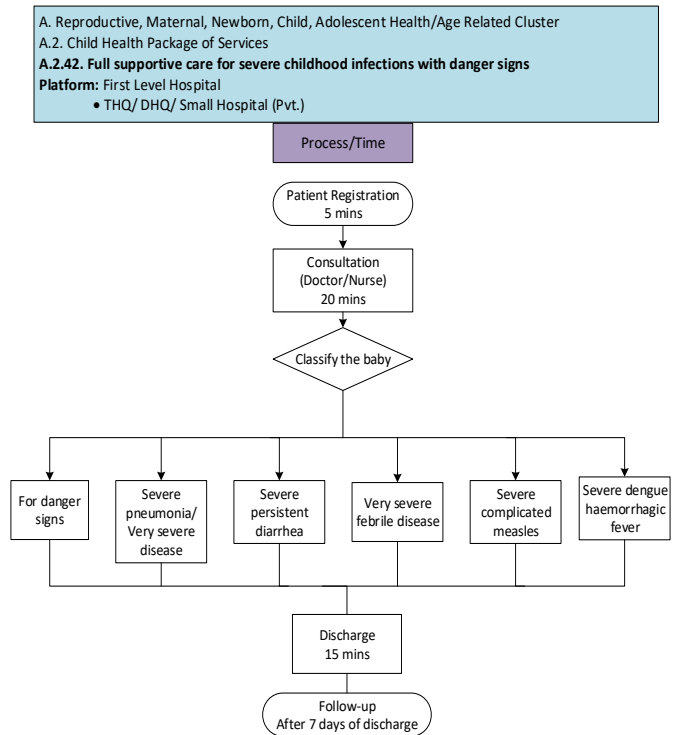 A. Reproductive, Maternal, Newborn, Child, Adolescent Health/Age Related Cluster
A.2. Child Health Package of Services
A.2.42. Full supportive care for severe childhood infections with danger signs
Platform: First Level Hospital
• THQ/ DHQ/ Small Hospital (Pvt.)
Process/Time
Patient Registration
5 mins
Consultation
(Doctor/Nurse)
20 mins
Classify the baby
For danger
signs
Severe
pneumonia/
Very severe
disease
Severe
persistent
diarrhea
Very severe
febrile disease
Severe
complicated
measles
Severe dengue
haemorrhagic
fever
Discharge
15 mins
Follow-up
After 7 days of discharge